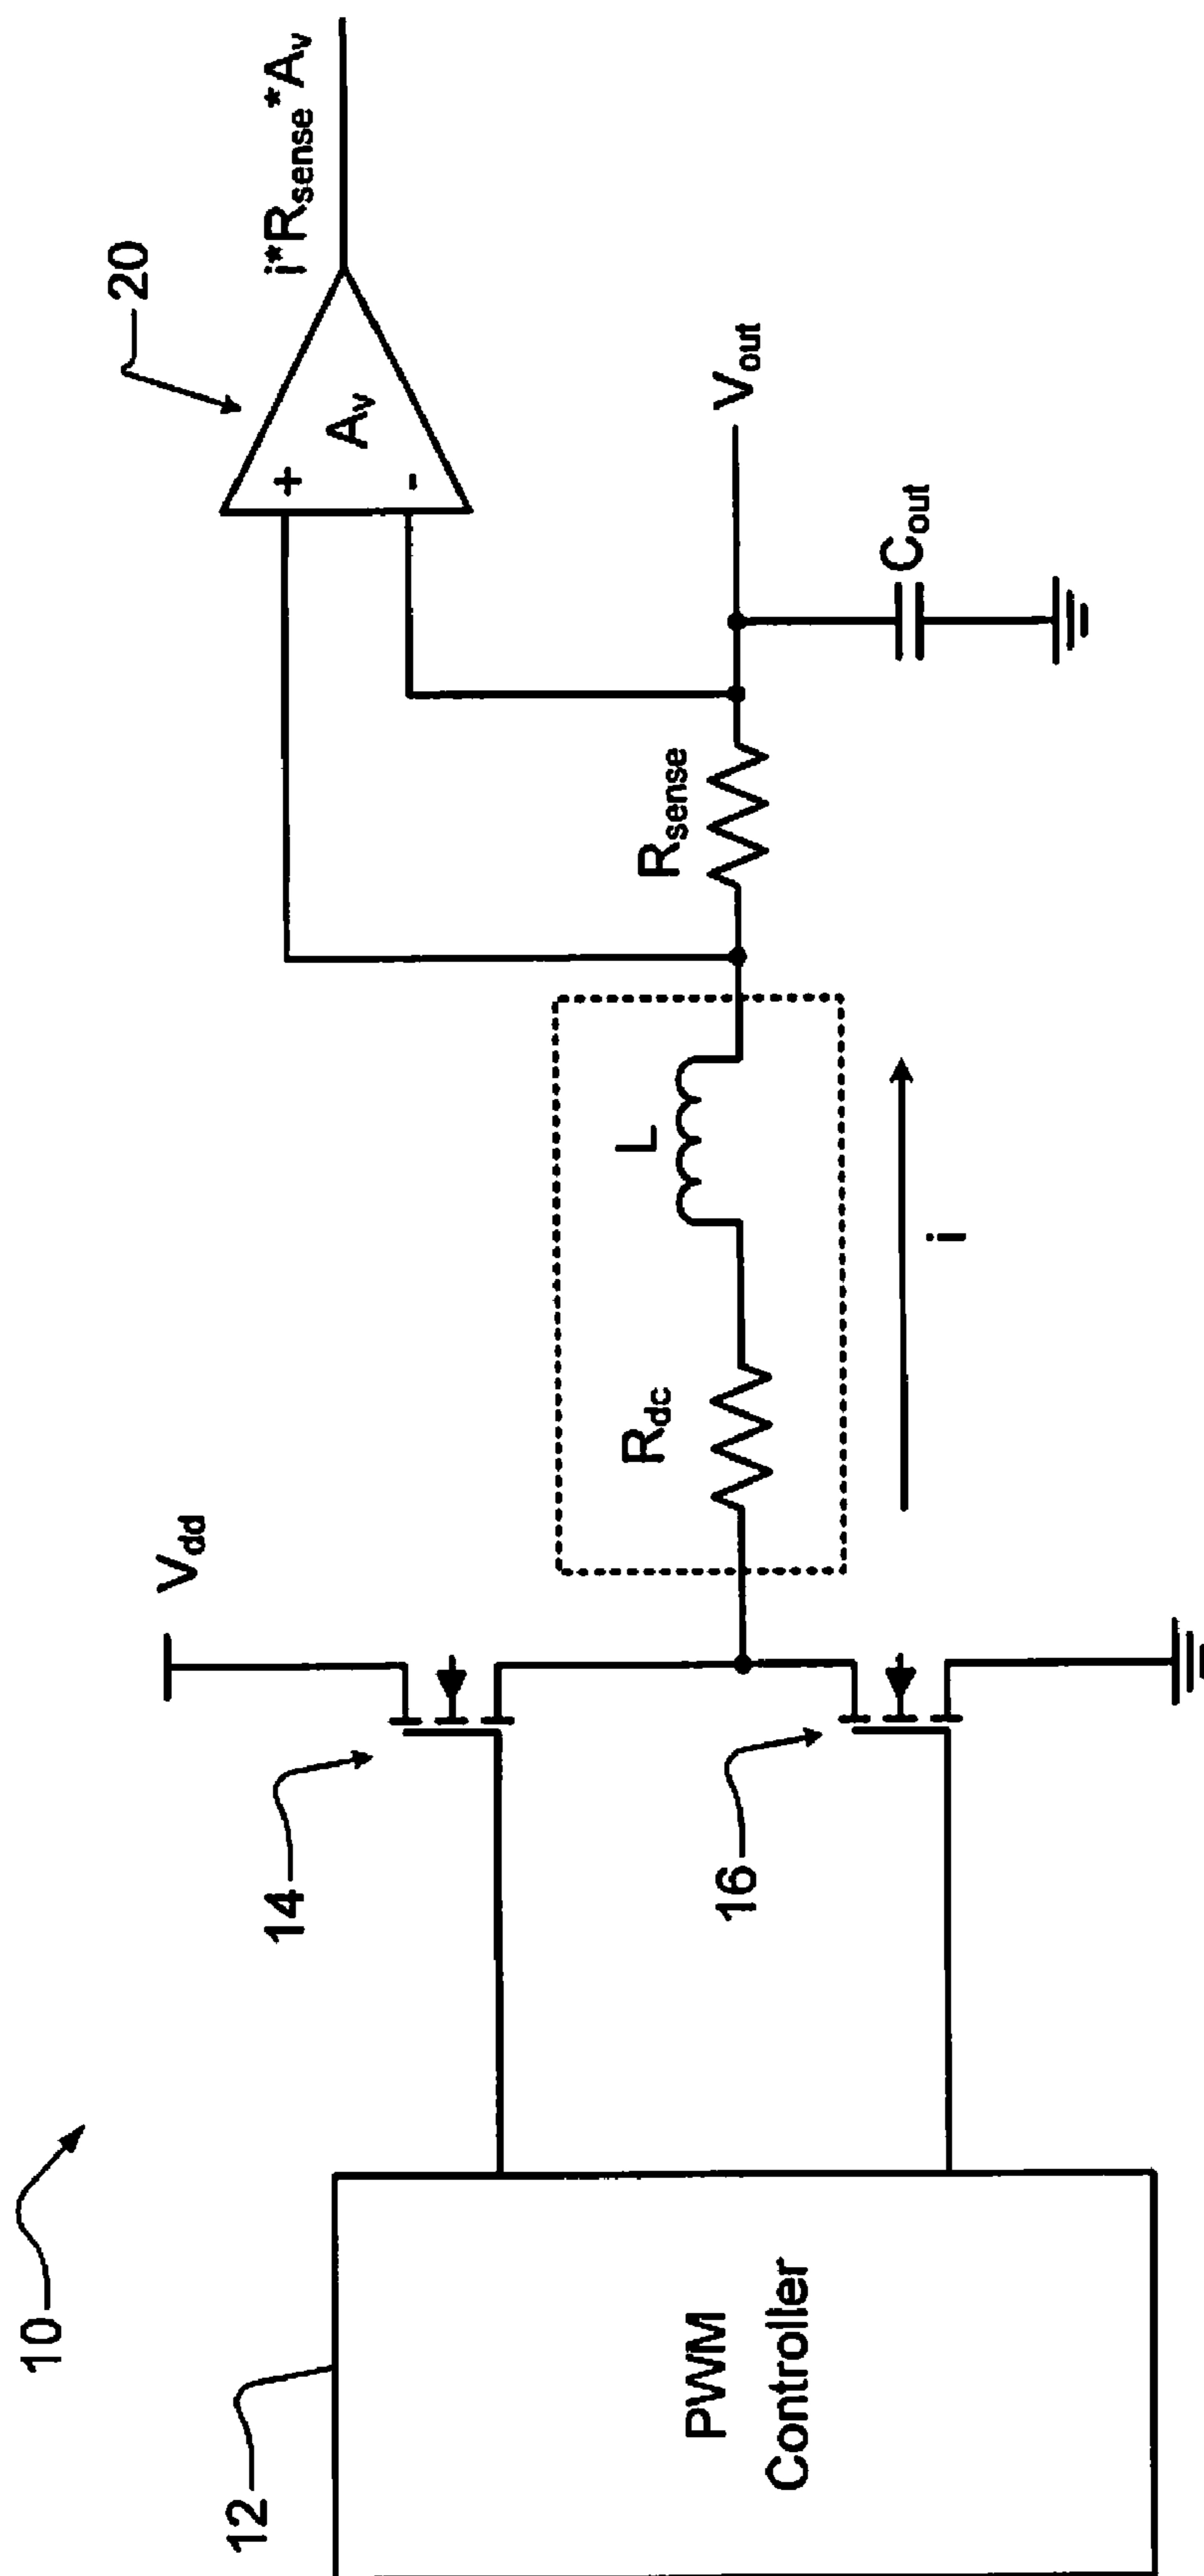 10
12
PWM
Controller
14
16
V_dd
R_dc
L
i
R_sense
20
+
A_v
-
i*R_sense*A_v
V_out
C_out